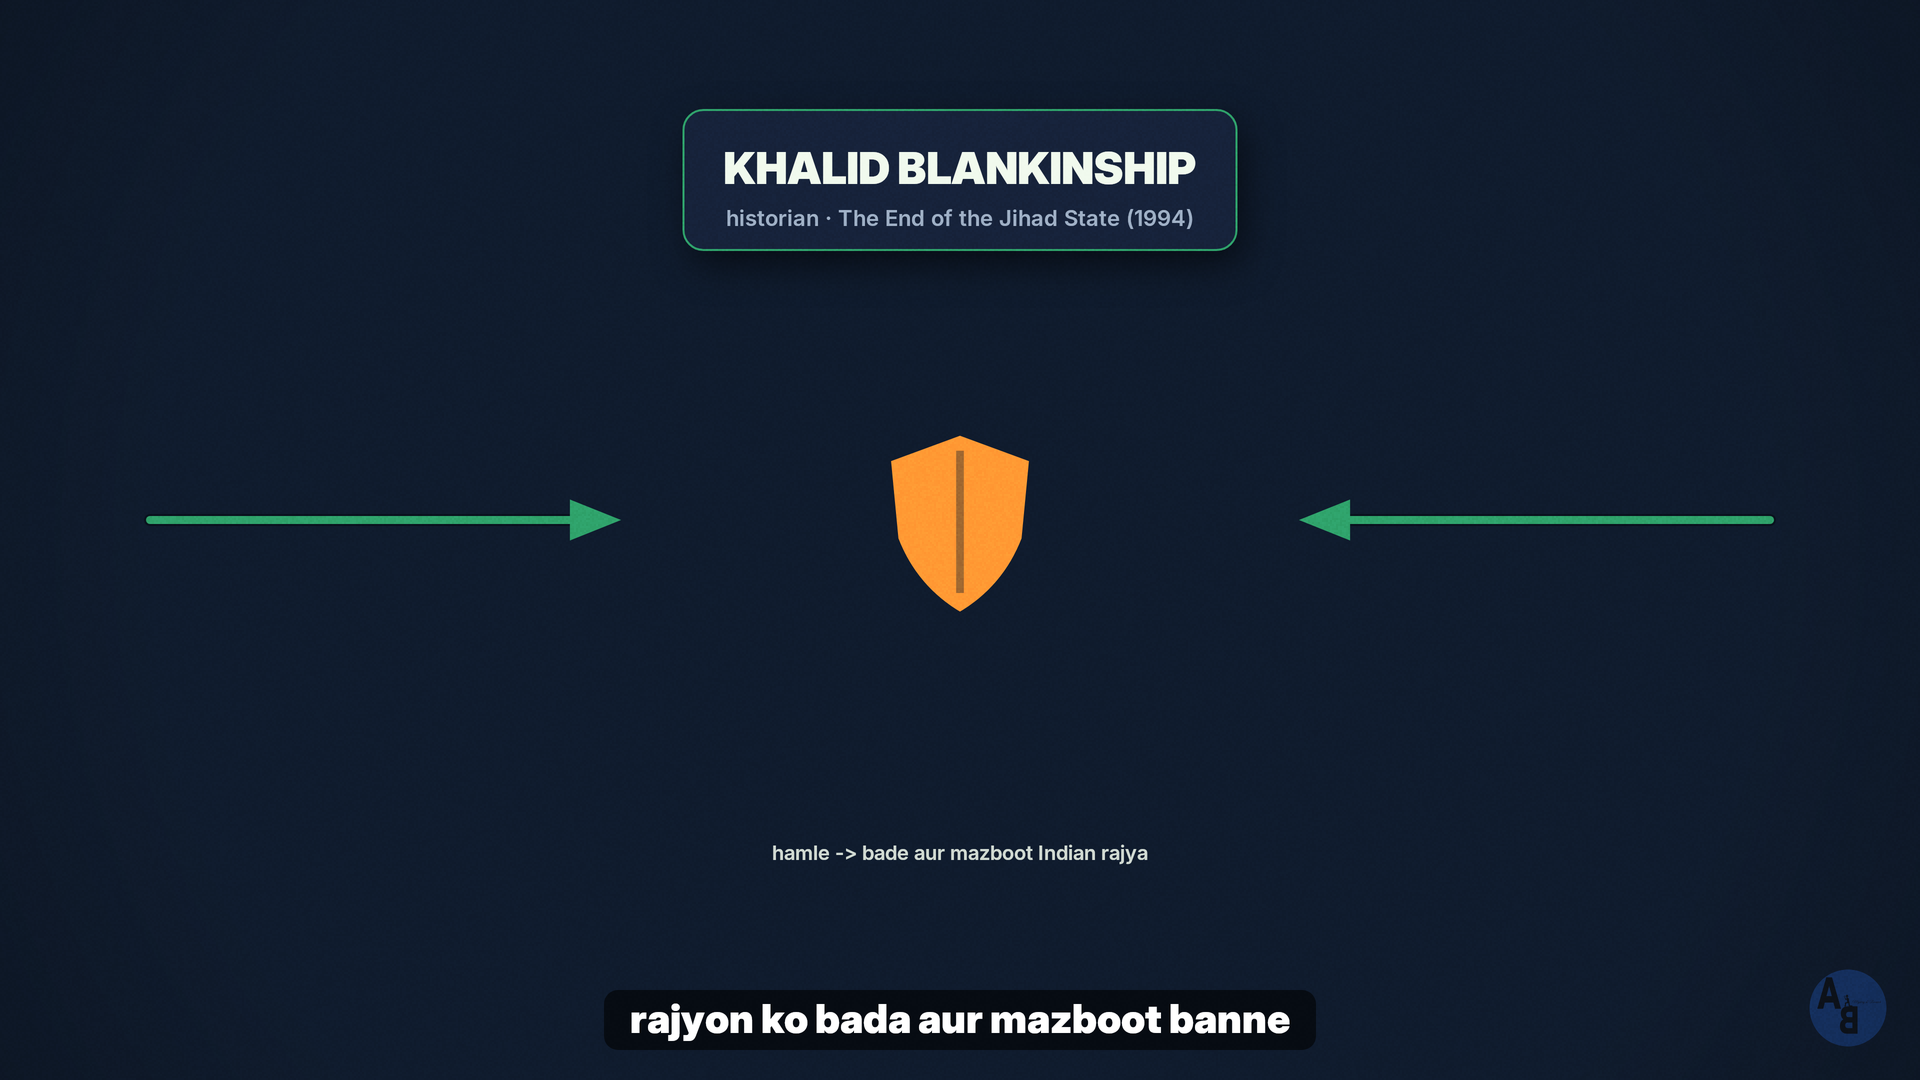 KHALID BLANKINSHIP
historian · The End of the Jihad State (1994)
hamle -> bade aur mazboot Indian rajya
rajyon ko bada aur mazboot banne
A
B